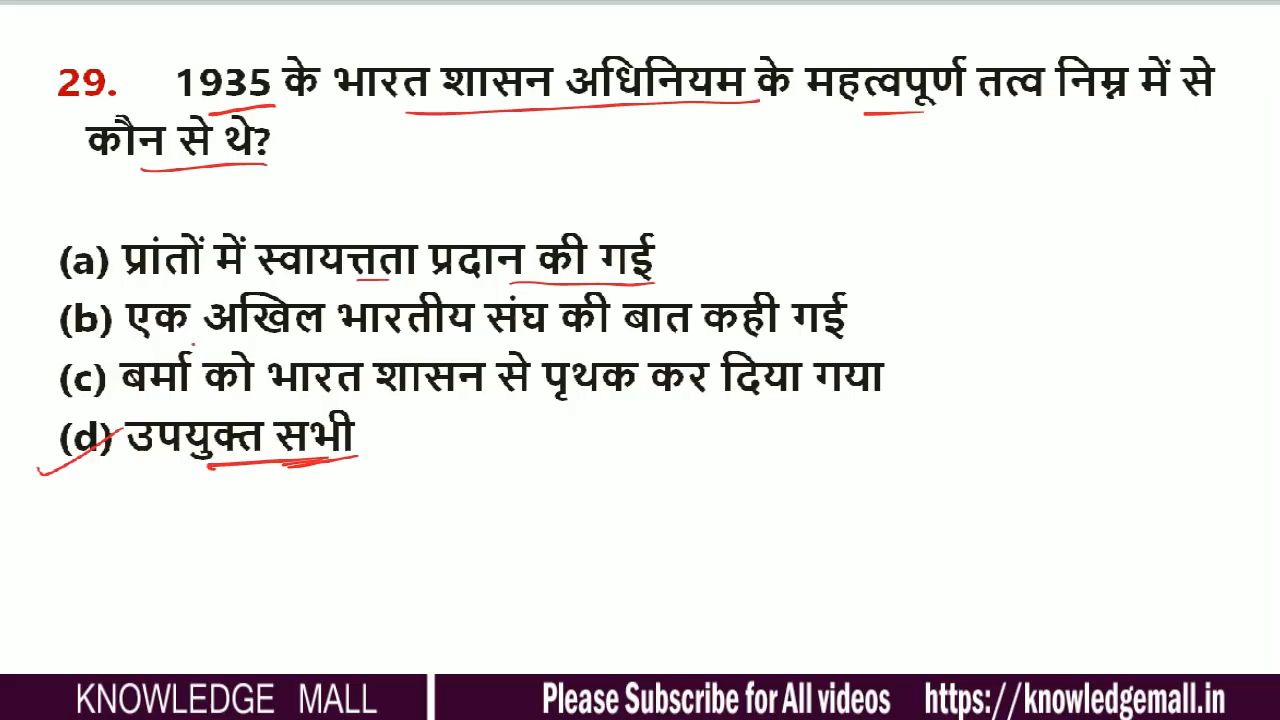 29. 1935 के भारत शासन अधिनियम के महत्वपूर्ण तत्व निम्न में से
कौन से थे?
(a) प्रांतों में स्वायत्तता प्रदान की गई
(b) एक अखिल भारतीय संघ की बात कही गई
(c) बर्मा को भारत शासन से पृथक कर दिया गया
(d) उपयुक्त सभी
KNOWLEDGE MALL Please Subscribe for All videos https://knowledgemall.in